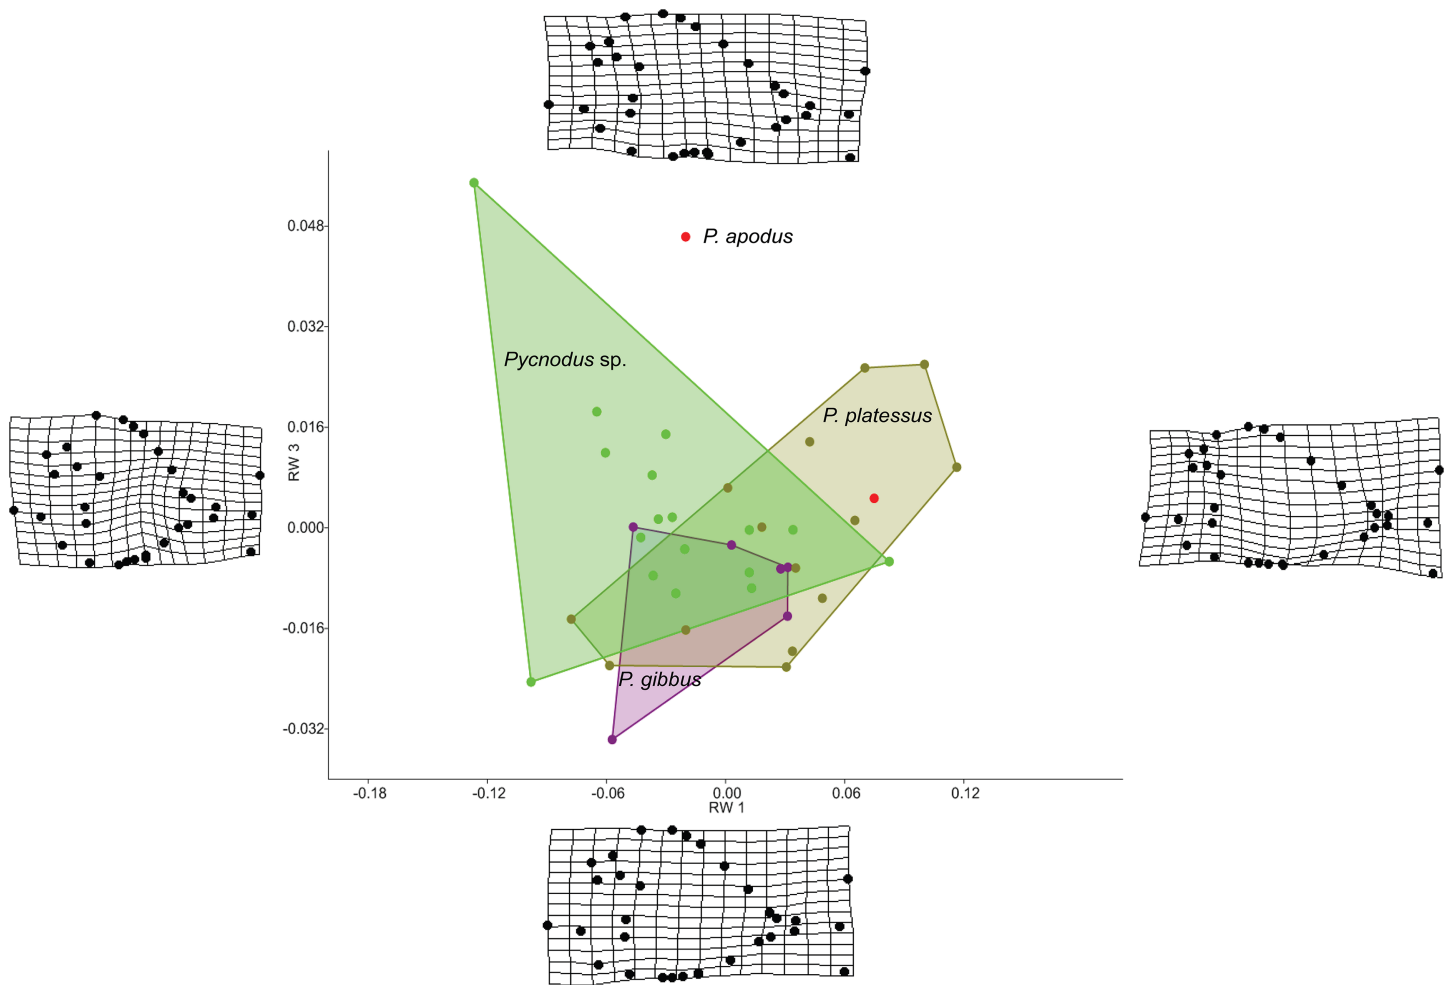 0.048
P. apodus
0.032
Pycnodus sp.
P. platessus
0.016
RW 3
0.000
-0.016
P. gibbus
-0.032
-0.18 -0.12 -0.06 0.00 0.06 0.12
RW 1